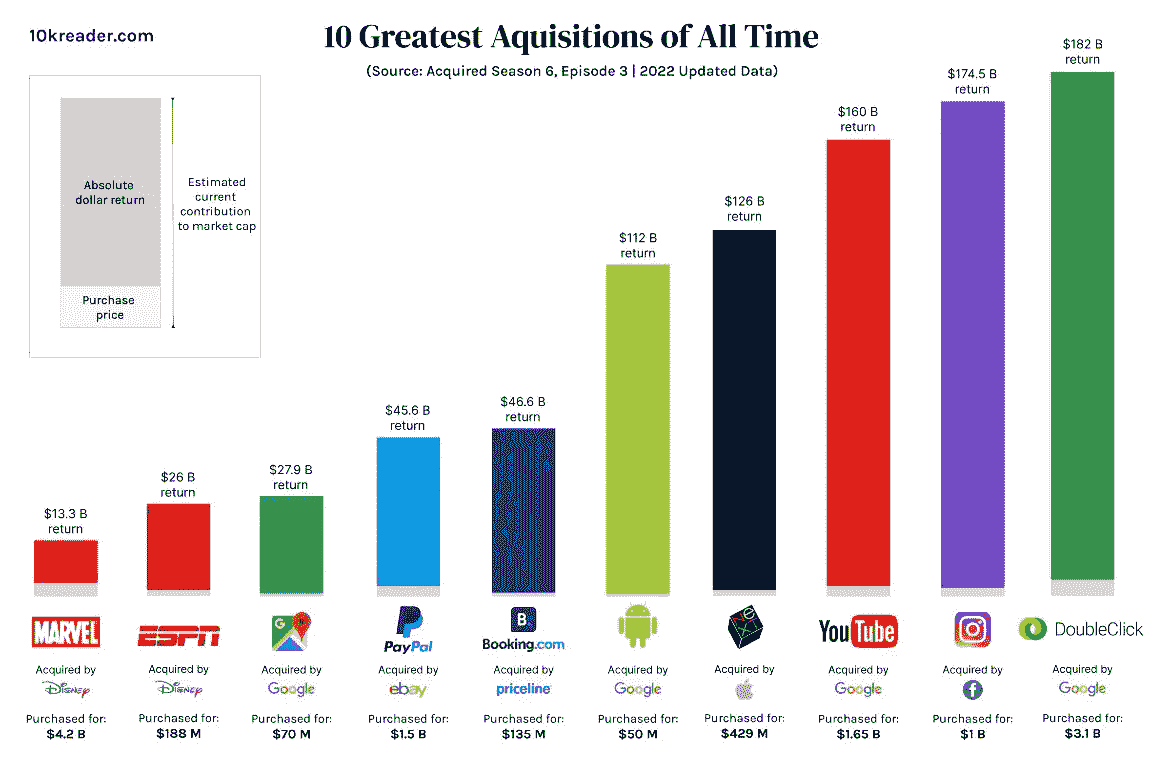 10kreader.com
10 Greatest Aquisitions of All Time
(Source: Acquired Season 6, Episode 3 | 2022 Updated Data)
Absolute
dollar return
Purchase
price
Estimated
current
contribution
to market cap
$13.3 B
return
$26 B
return
$27.9 B
return
$45.6 B
return
$46.6 B
return
$112 B
return
$126 B
return
$160 B
return
$174.5 B
return
$182 B
return
MARVEL
Acquired by
Disney
Purchased for:
$4.2 B
ESPN
Acquired by
Disney
Purchased for:
$188 M
G
Acquired by
Google
Purchased for:
$70 M
PayPal
Acquired by
ebay
Purchased for:
$1.5 B
B
Booking.com
Acquired by
priceline
Purchased for:
$135 M
Acquired by
Google
Purchased for:
$50 M
Acquired by
Purchased for:
$429 M
YouTube
Acquired by
Google
Purchased for:
$1.65 B
Acquired by
f
Purchased for:
$1 B
DoubleClick
Acquired by
Google
Purchased for:
$3.1 B